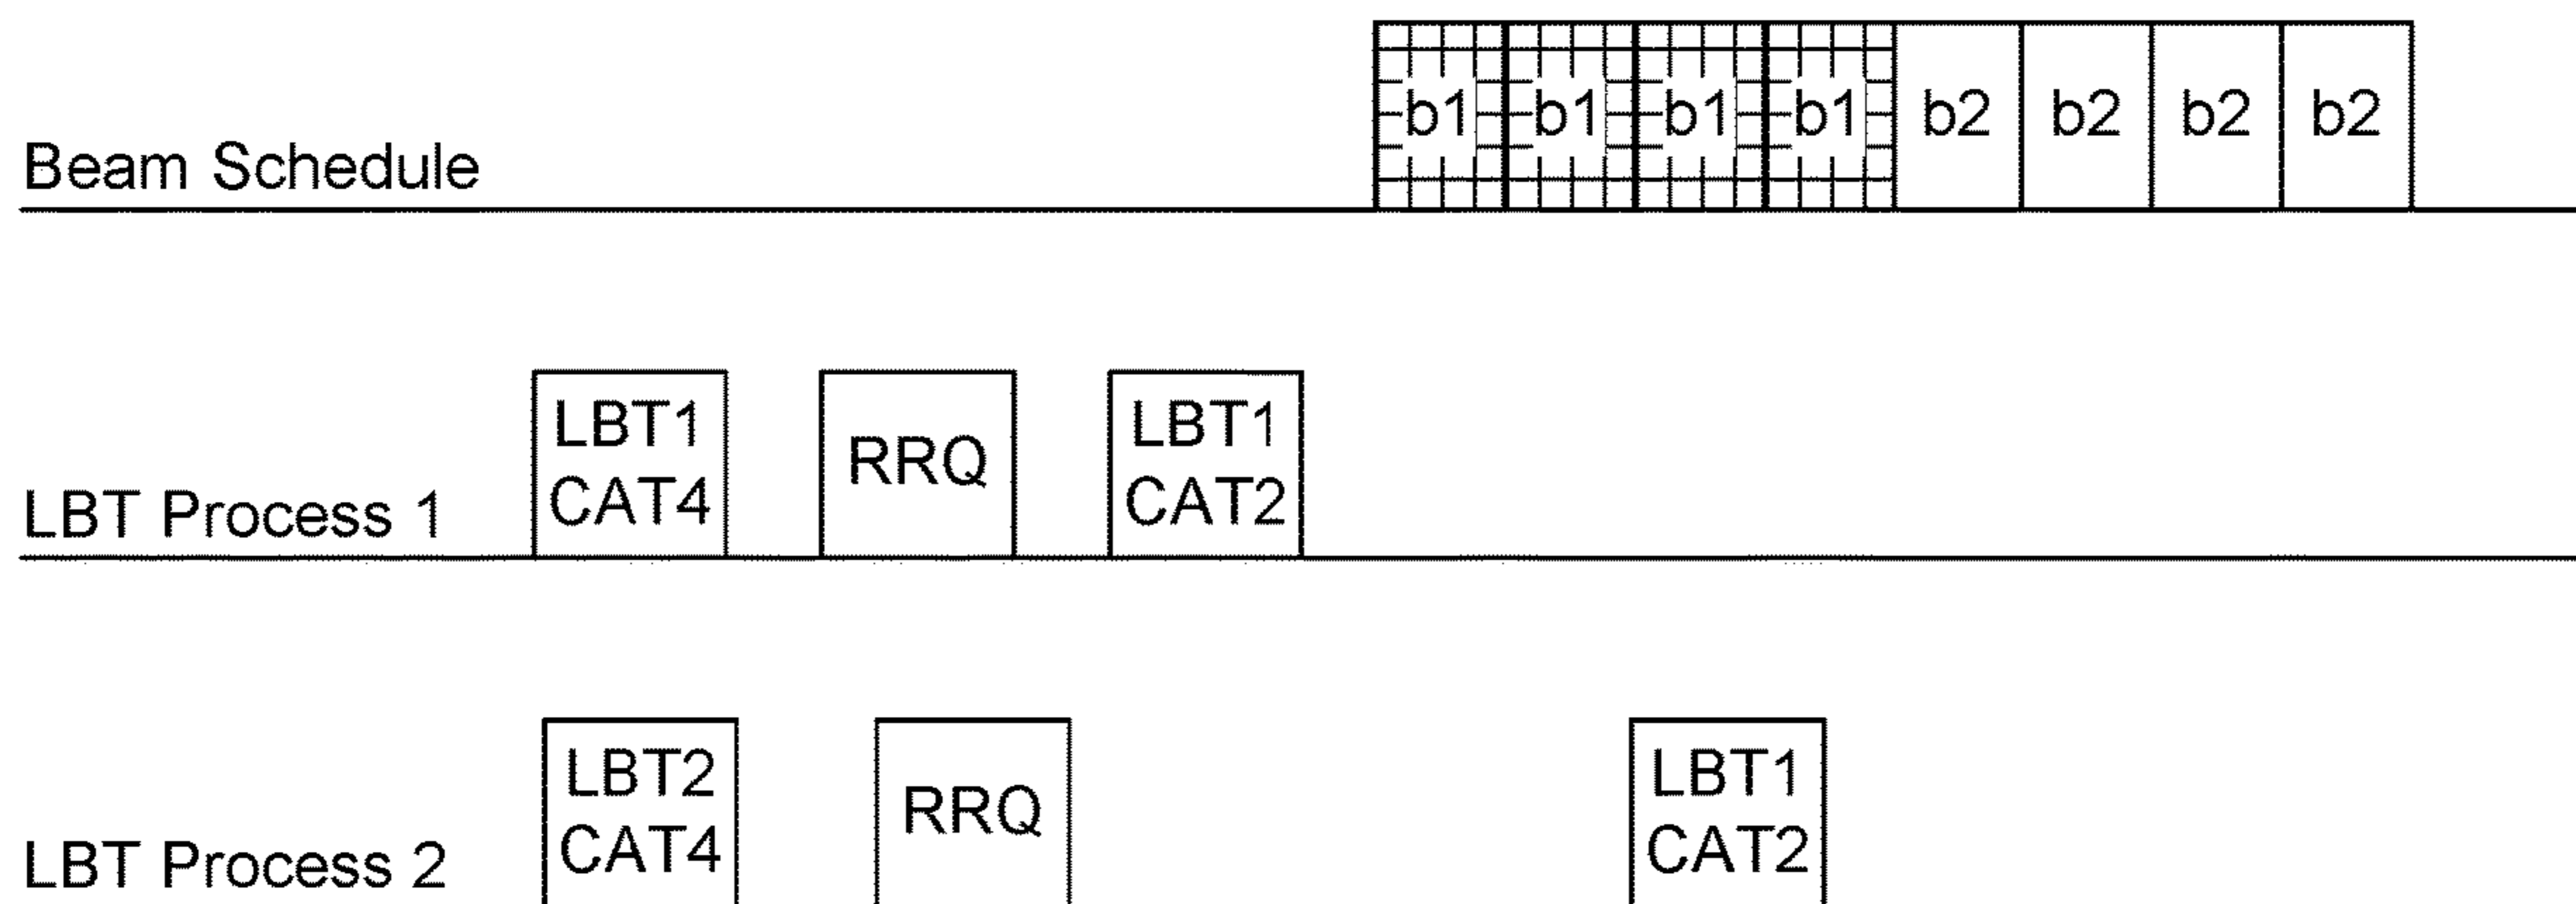 b1 b1 b1 b1 b2 b2 b2 b2
Beam Schedule
LBT1
CAT4
RRQ
LBT1
CAT2
LBT Process 1
LBT2
CAT4
RRQ
LBT1
CAT2
LBT Process 2